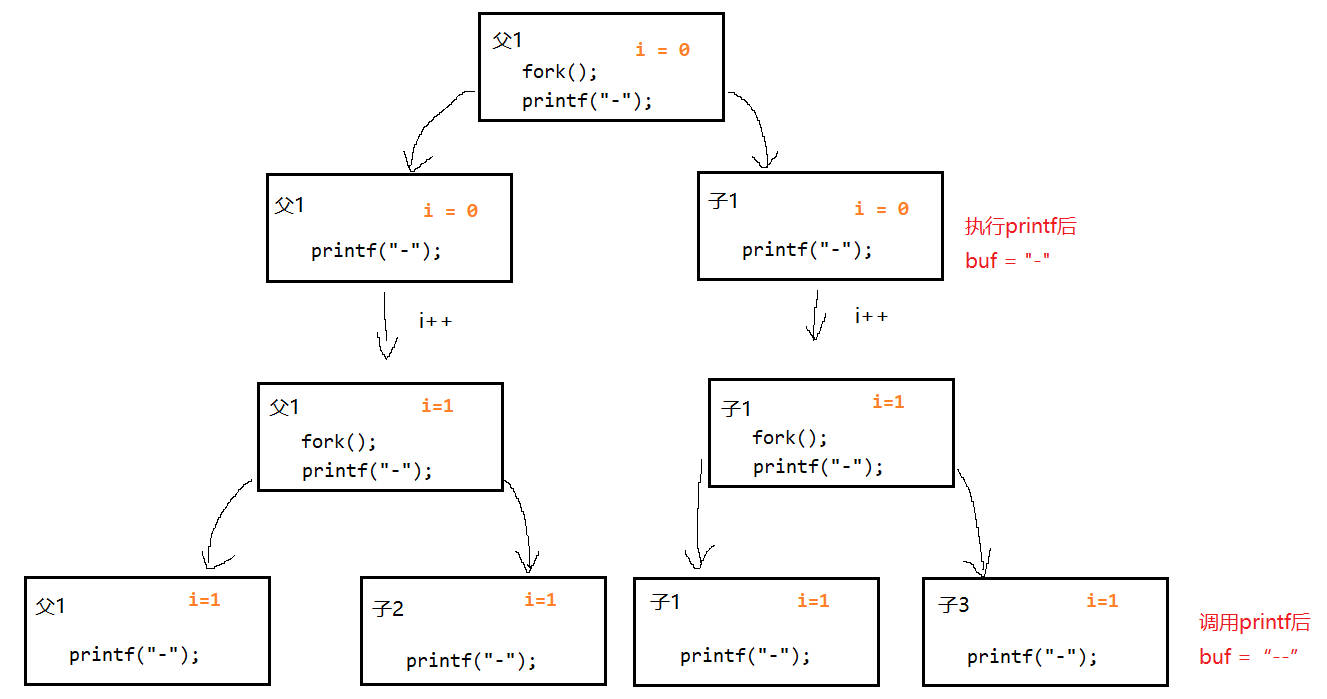 父1
i = 0
fork();
printf("-");
父1
i = 0
printf("-");
子1
i = 0
printf("-");
执行printf后
buf = "-"
i++
i++
父1
i=1
fork();
printf("-");
子1
i=1
fork();
printf("-");
父1
i=1
printf("-");
子2
i=1
printf("-");
子1
i=1
printf("-");
子3
i=1
printf("-");
调用printf后
buf = “--”